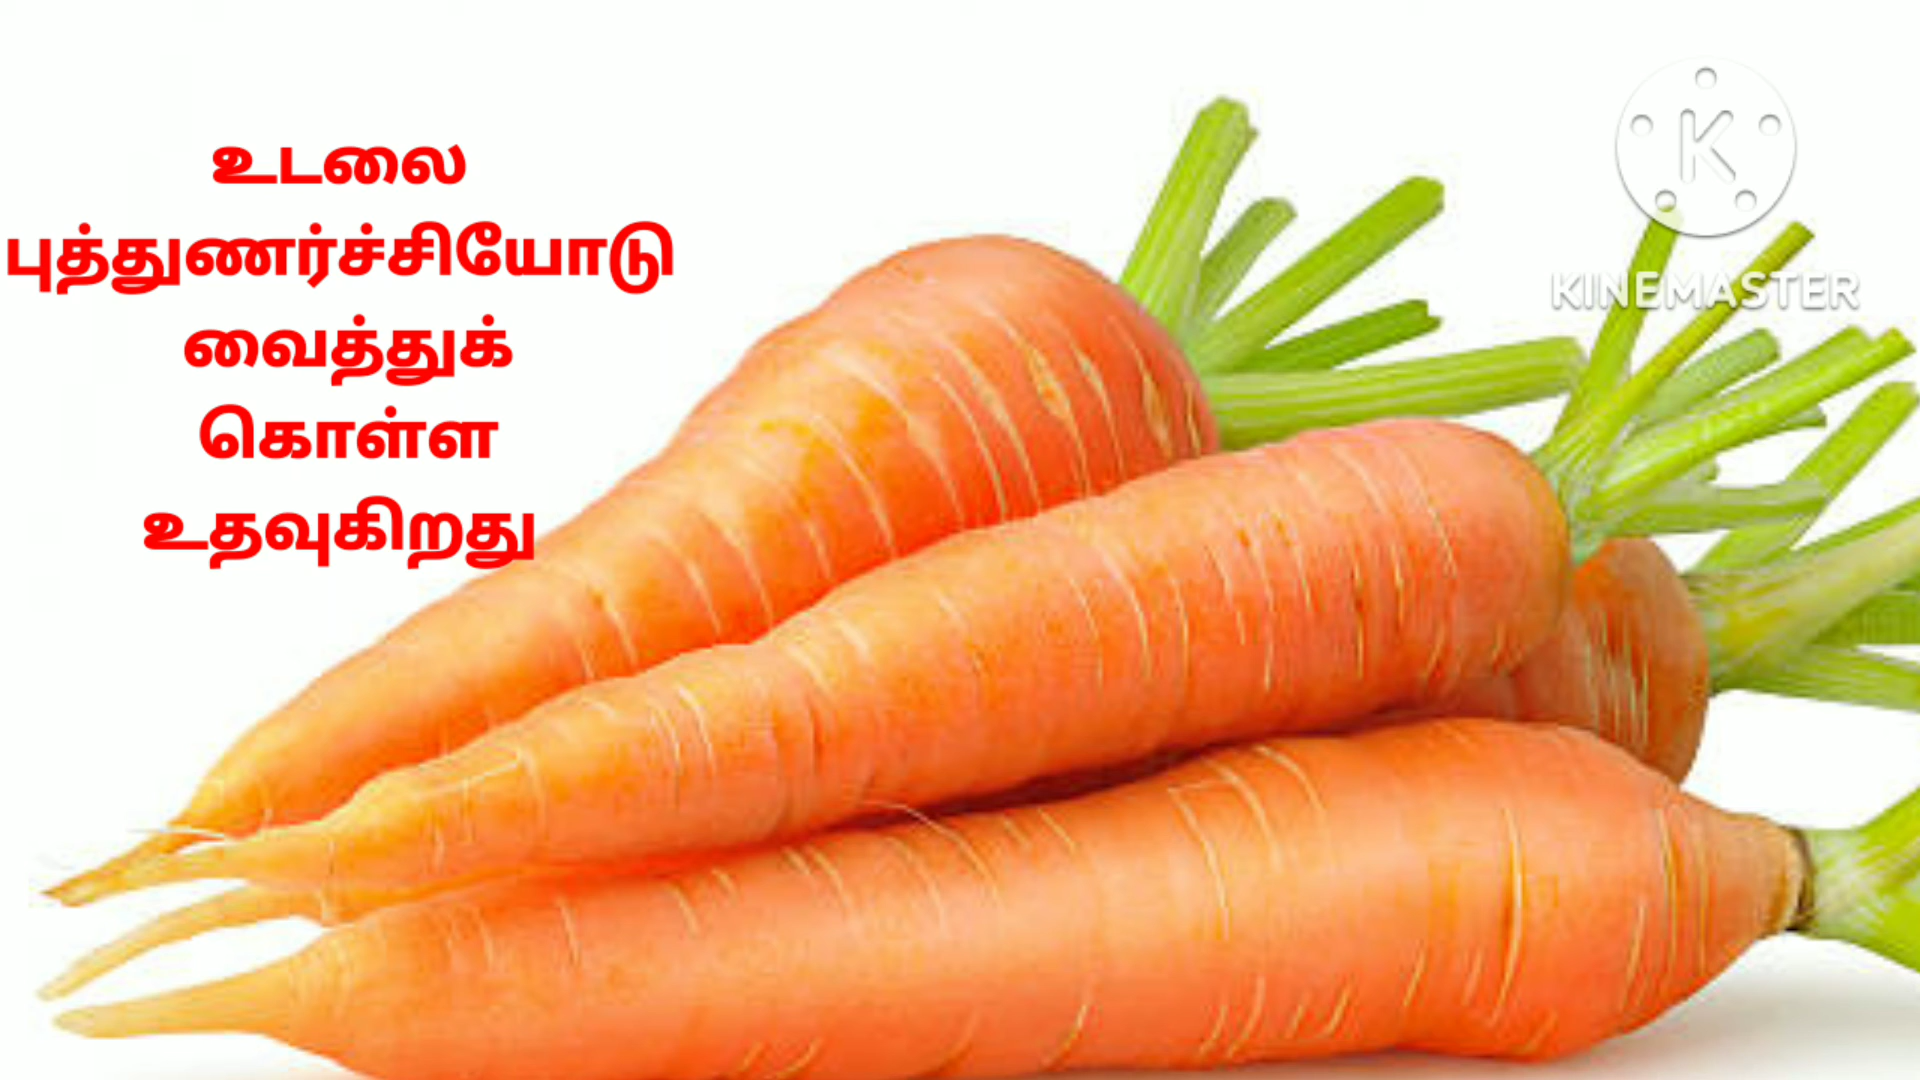 உடலை
புத்துணர்ச்சியோடு
வைத்துக்
கொள்ள
உதவுகிறது
K
KINEMASTER